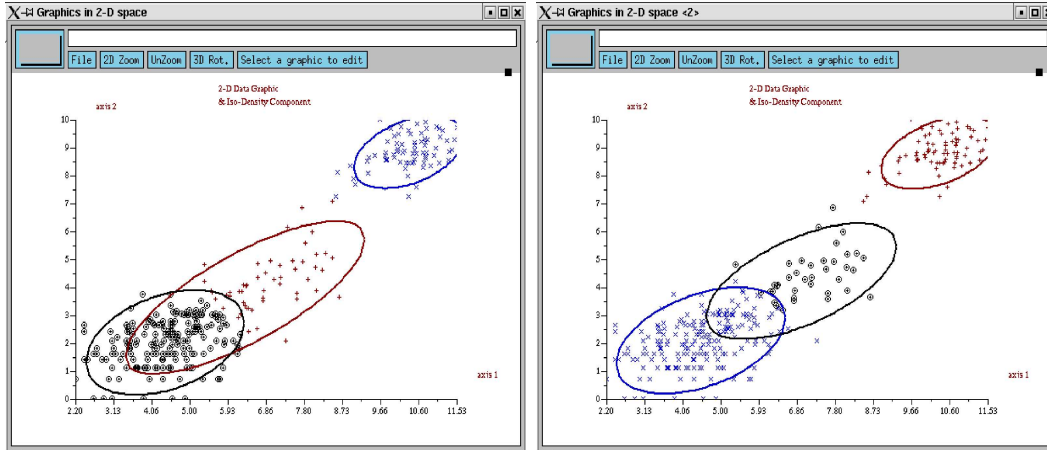 Graphics in 2-D space
File 2D Zoom UnZoom 3D Rot. Select a graphic to edit
2-D Data Graphic
& Iso-Density Component
axis 2
10
9
8
7
6
5
4
3
2
1
0
2.20 3.13 4.06 5.00 5.93 6.85 7.80 8.73 9.66 10.60 11.53
axis 1
Graphics in 2-D space <2>
File 2D Zoom UnZoom 3D Rot. Select a graphic to edit
2-D Data Graphic
& Iso-Density Component
axis 2
10
9
8
7
6
5
4
3
2
1
0
2.20 3.13 4.06 5.00 5.93 6.86 7.80 8.73 9.66 10.60 11.53
axis 1